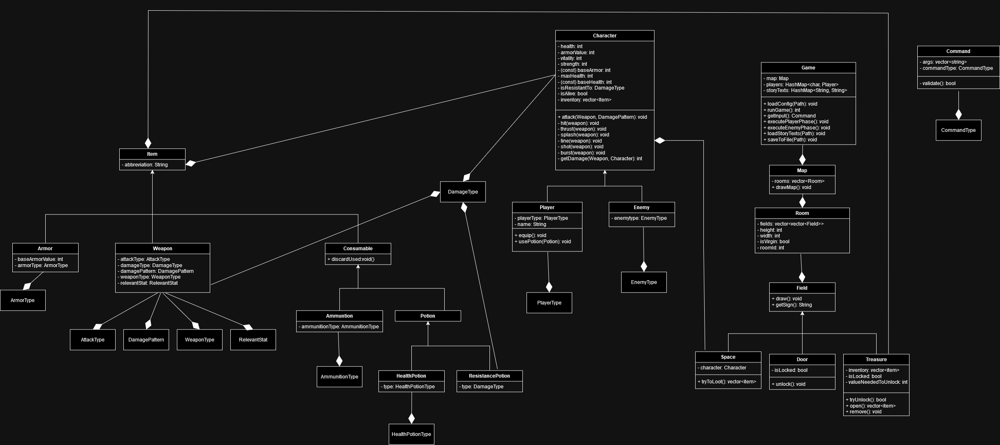 Character
- health: int
- armorValue: int
- vitality: int
- strength: int
- (const) baseArmor: int
- maxHealth: int
- (const) baseHealth: int
- isResistantTo: DamageType
- isAlive: bool
- inventory: vector<Item>
+ attack(Weapon, DamagePattern): void
- hit(weapon): void
- thrust(weapon): void
- splash(weapon): void
- line(weapon): void
- shot(weapon): void
- burst(weapon): void
- getDamage(Weapon, Character): int
Command
- args: vector<string>
- commandType: CommandType
- validate(): bool
CommandType
Game
- map: Map
- players: HashMap<char, Player>
- storyTexts: HashMap<String, String>
+ loadConfig(Path): void
+ runGame(): int
+ getInput(): Command
+ executePlayerPhase(): void
+ executeEnemyPhase(): void
+ loadStoryTexts(Path): void
+ saveToFile(Path): void
Item
- abbreviation: String
Map
- rooms: vector<Room>
+ drawMap(): void
DamageType
Player
- playerType: PlayerType
- name: String
+ equip(): void
+ usePotion(Potion): void
Enemy
- enemytype: EnemyType
Room
- fields: vector<vector<Field>>
- height: int
- width: int
- isVirgin: bool
- roomId: int
Armor
- baseArmorValue: int
- armorType: ArmorType
Weapon
- attackType: AttackType
- damageType: DamageType
- damagePattern: DamagePattern
- weaponType: WeaponType
- relevantStat: RelevantStat
Consumable
+ discardUsed:void()
EnemyType
PlayerType
ArmorType
Field
+ draw(): void
+ getSign(): String
Ammuntion
- ammunitionType: AmmunitionType
Potion
AttackType
DamagePattern
WeaponType
RelevantStat
Space
- character: Character
+ tryToLoot(): vector<item>
Door
- isLocked: bool
+ unlock(): void
Treasure
- inventory: vector<item>
- isLocked: bool
- valueNeededToUnlock: int
+ tryUnlock(): bool
+ open(): vector<item>
+ remove(): void
AmmunitionType
HealthPotion
- type: HealthPotionType
ResistancePotion
- type: DamageType
HealthPotionType